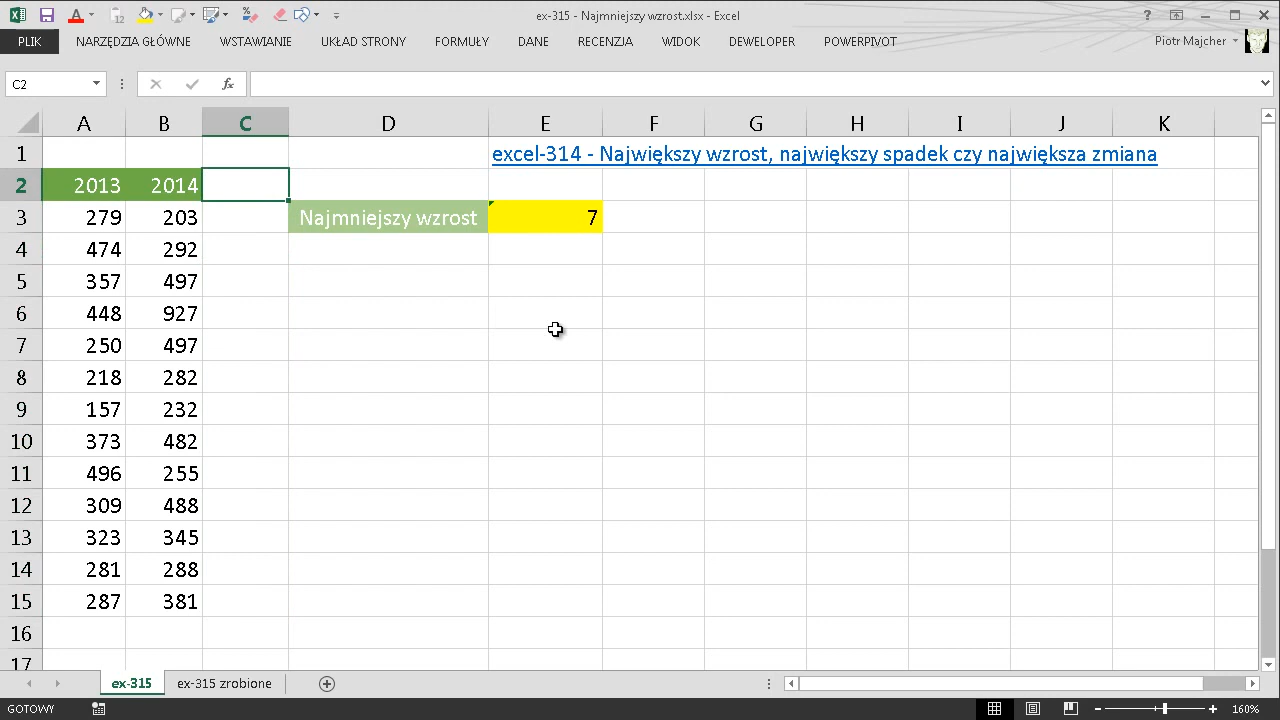 ex-315 - Najmniejszy wzrost.xlsx - Excel
PLIK NARZĘDZIA GŁÓWNE WSTAWIANIE UKŁAD STRONY FORMUŁY DANE RECENZJA WIDOK DEWELOPER POWERPIVOT Piotr Majcher
C2 fx
A B C D E F G H I J K
1 excel-314 - Największy wzrost, największy spadek czy największa zmiana
2 2013 2014
3 279 203 Najmniejszy wzrost 7
4 474 292
5 357 497
6 448 927
7 250 497
8 218 282
9 157 232
10 373 482
11 496 255
12 309 488
13 323 345
14 281 288
15 287 381
16
17
ex-315 ex-315 zrobione
GOTOWY 160%